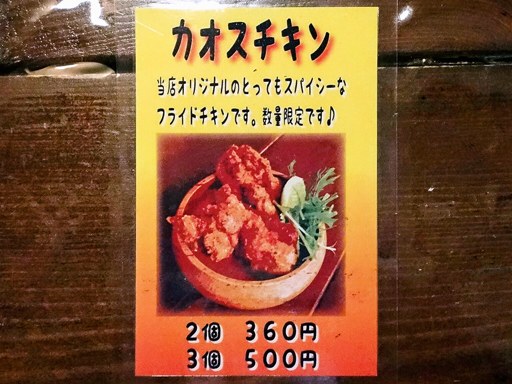 カオスチキン
当店オリジナルのとってもスパイシーな
フライドチキンです。数量限定です♪
2個 360円
3個 500円